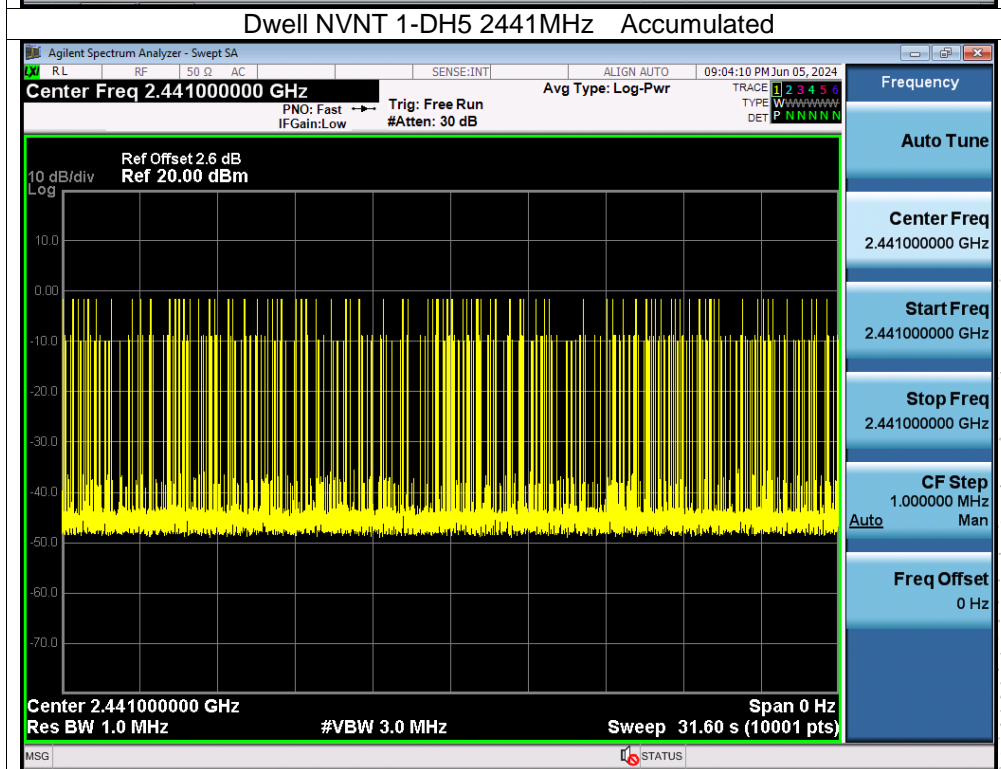 Dwell NVNT 1-DH5 2441MHz Accumulated
Agilent Spectrum Analyzer - Swept SA
LXI RL RF 50 Ω AC SENSE:INT ALIGN AUTO 09:04:10 PM Jun 05, 2024
Center Freq 2.441000000 GHz
PNO: Fast
IFGain:Low
Trig: Free Run
#Atten: 30 dB
Avg Type: Log-Pwr
TRACE 1 2 3 4 5 6
TYPE WWWWWWW
DET P N N N N N
Ref Offset 2.6 dB
10 dB/div Ref 20.00 dBm
Log
10.0
0.00
-10.0
-20.0
-30.0
-40.0
-50.0
-60.0
-70.0
Center 2.441000000 GHz Span 0 Hz
Res BW 1.0 MHz #VBW 3.0 MHz Sweep 31.60 s (10001 pts)
MSG STATUS
Frequency
Auto Tune
Center Freq
2.441000000 GHz
Start Freq
2.441000000 GHz
Stop Freq
2.441000000 GHz
CF Step
1.000000 MHz
Auto Man
Freq Offset
0 Hz